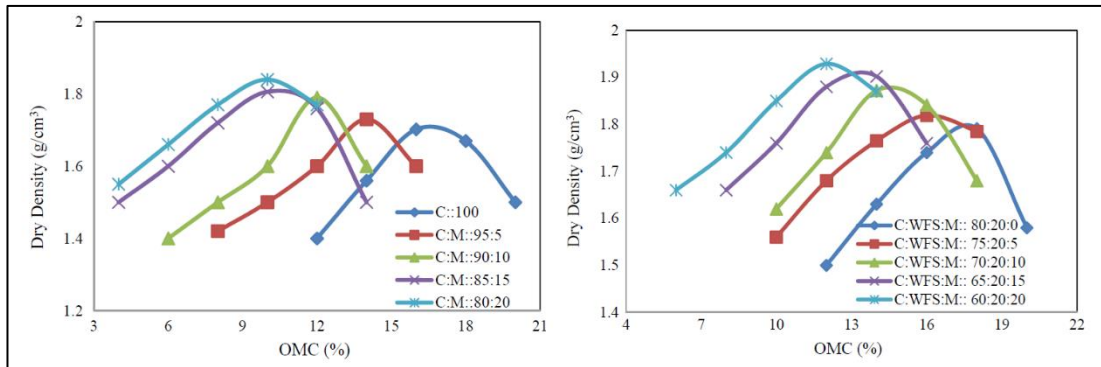 2
1.8
1.6
1.4
1.2
Dry Density (g/cm³)
C::100
C:M::95:5
C:M::90:10
C:M::85:15
C:M::80:20
3 6 9 12 15 18 21
OMC (%)
2
1.9
1.8
1.7
1.6
1.5
1.4
Dry Density (g/cm³)
C:WFS:M:: 80:20:0
C:WFS:M:: 75:20:5
C:WFS:M:: 70:20:10
C:WFS:M:: 65:20:15
C:WFS:M:: 60:20:20
4 7 10 13 16 19 22
OMC (%)